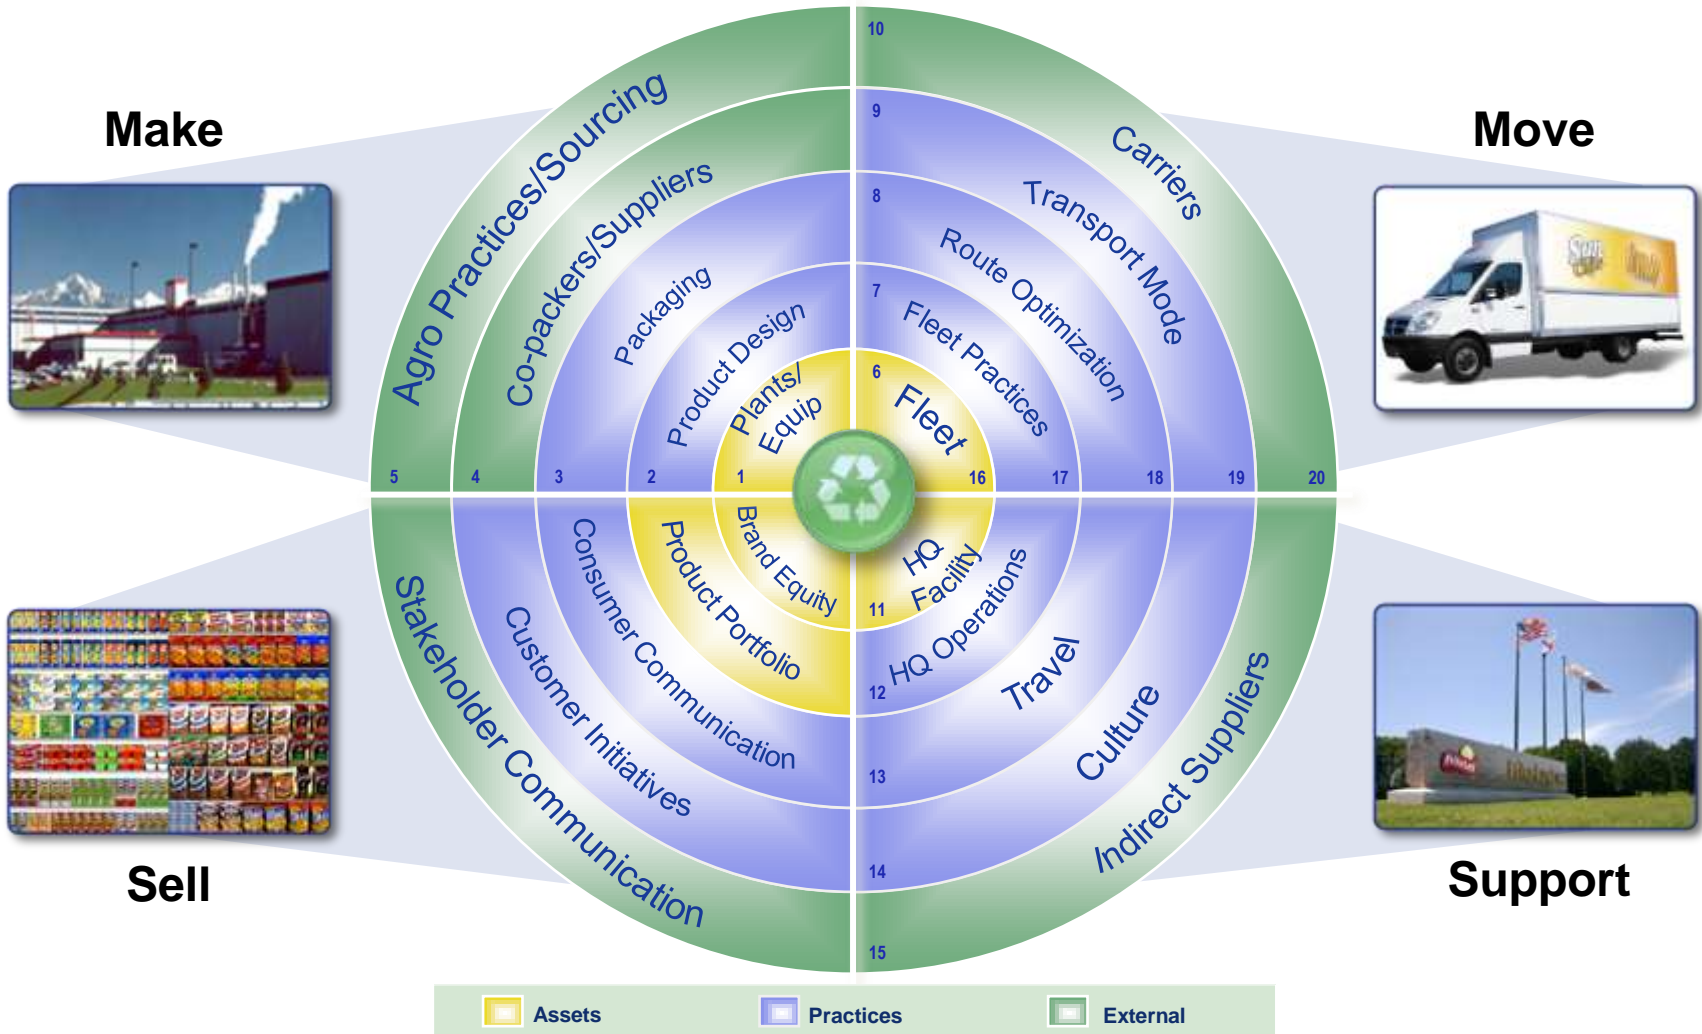 Make
Move
Sell
Support
Agro Practices/Sourcing
Co-packers/Suppliers
Packaging
Product Design
Plants/
Equip
5
4
3
2
1
10
9
8
7
6
Carriers
Transport Mode
Route Optimization
Fleet Practices
Fleet
16
17
18
19
20
Stakeholder Communication
Customer Initiatives
Consumer Communication
Product Portfolio
Brand Equity
HQ
Facility
HQ Operations
Travel
Culture
Indirect Suppliers
11
12
13
14
15
Assets
Practices
External